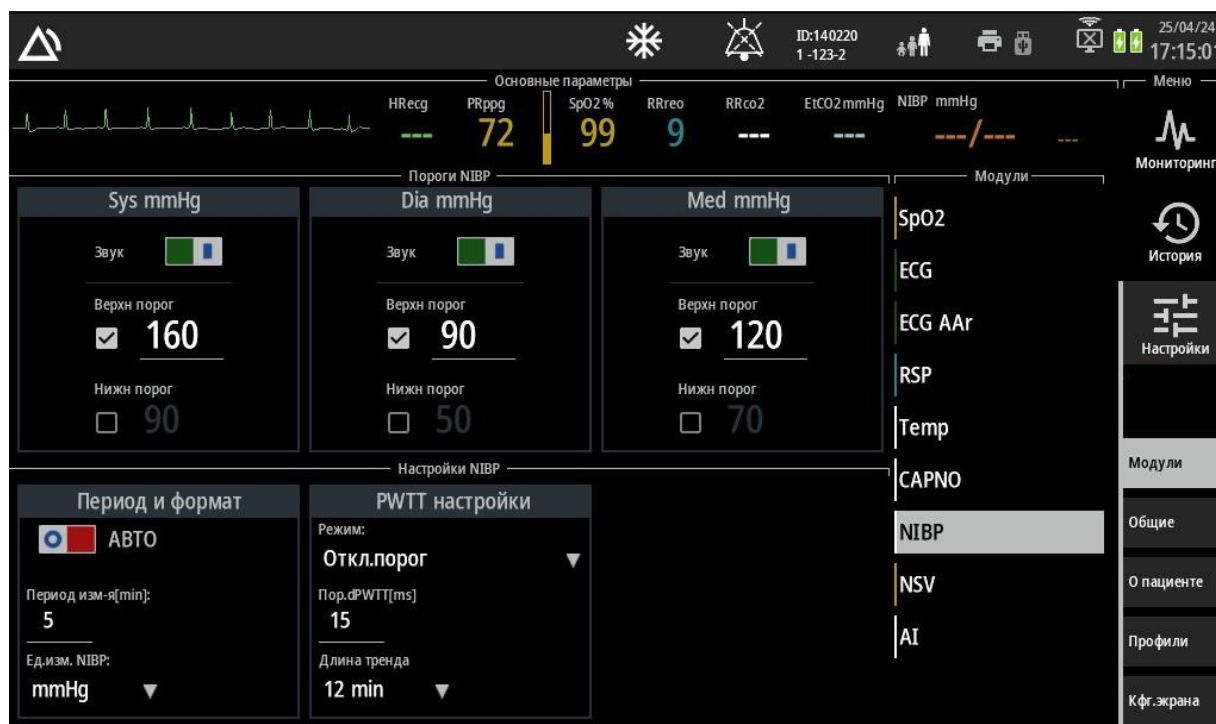 ID:140220
1 -123-2
25/04/24
17:15:01
Основные параметры
Меню
HRecg PRppg SpO2 % RRreo RRco2 EtCO2 mmHg NIBP mmHg
--- 72 99 9 --- --- ---/--- ---
Мониторинг
История
Настройки
Модули
Общие
О пациенте
Профили
Кфг.экрана
Пороги NIBP
Sys mmHg Dia mmHg Med mmHg
Звук Звук Звук
Верхн порог Верхн порог Верхн порог
160 90 120
Нижн порог Нижн порог Нижн порог
90 50 70
Модули
SpO2
ECG
ECG AAr
RSP
Temp
CAPNO
NIBP
NSV
AI
Настройки NIBP
Период и формат
АВТО
Период изм-я[min]:
5
Ед.изм. NIBP:
mmHg
PWTT настройки
Режим:
Откл.порог
Пор.dPWTT[ms]
15
Длина тренда
12 min